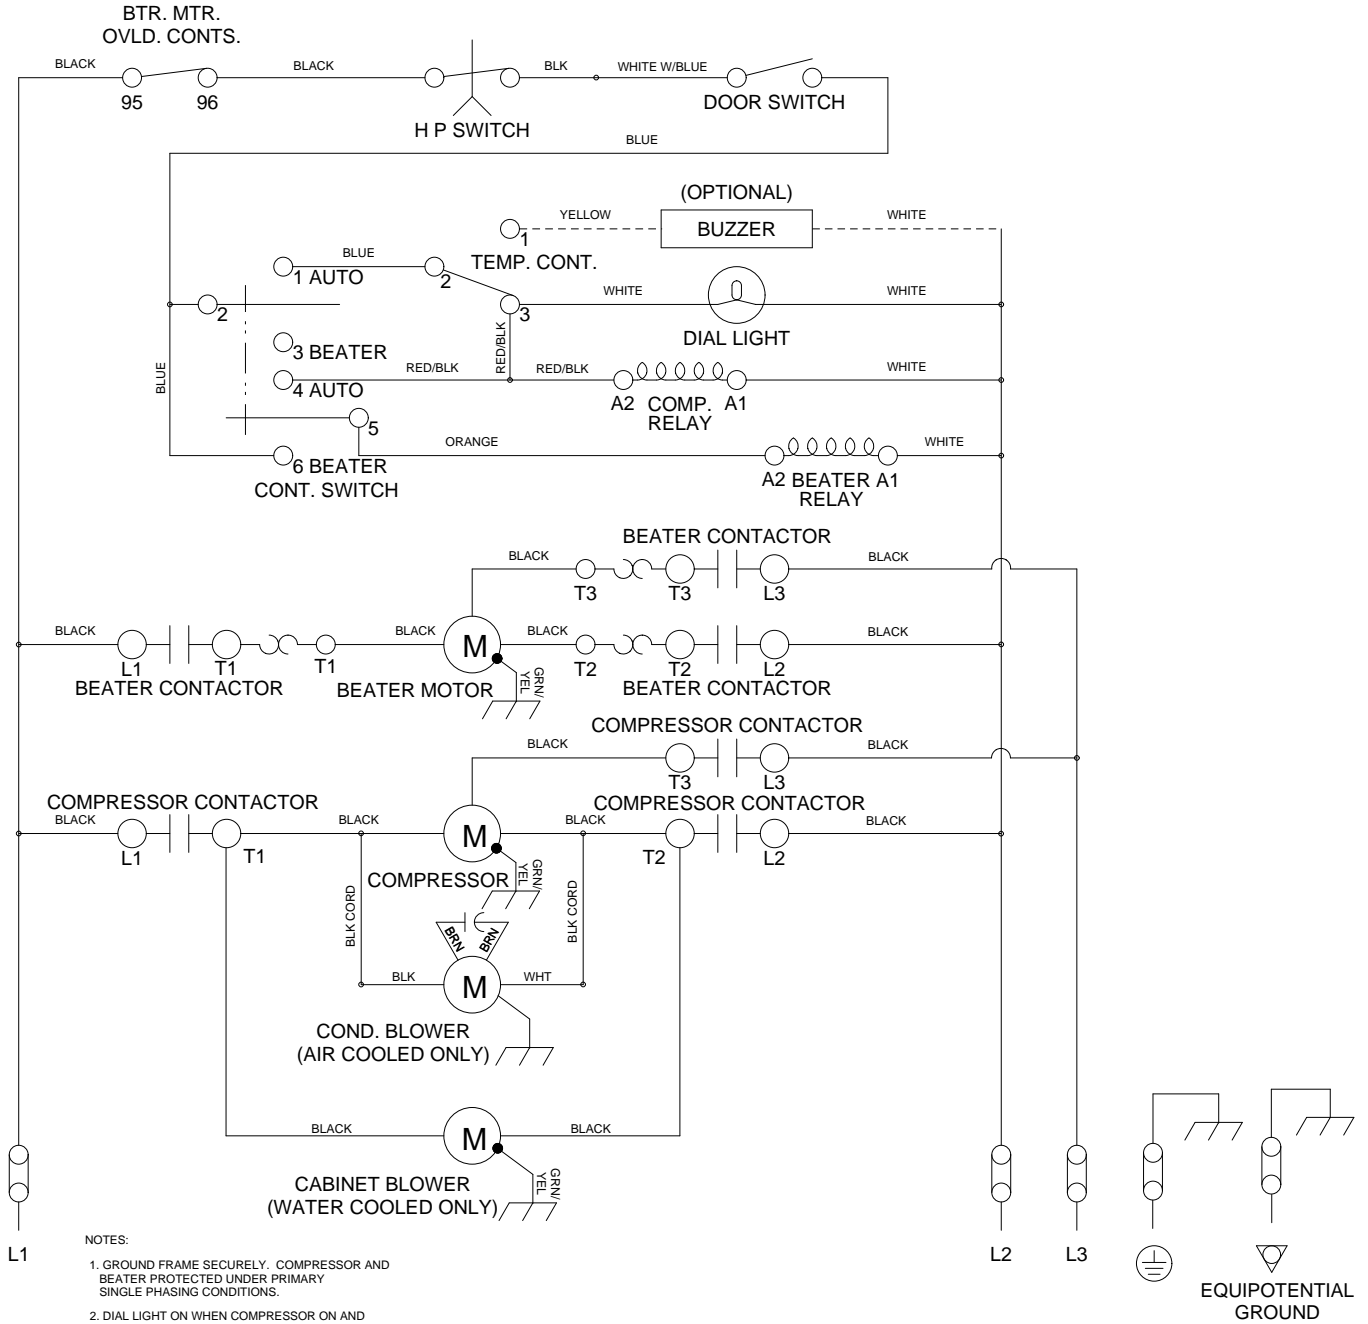 BTR. MTR.
OVLD. CONTS.
BLACK
BLACK
BLK
WHITE W/BLUE
95
96
H P SWITCH
DOOR SWITCH
BLUE
(OPTIONAL)
YELLOW
BUZZER
WHITE
1
TEMP. CONT.
BLUE
1 AUTO
2
2
WHITE
WHITE
3
DIAL LIGHT
RED/BLK
3 BEATER
BLUE
RED/BLK
RED/BLK
WHITE
4 AUTO
A2
COMP.
A1
RELAY
5
ORANGE
WHITE
6 BEATER
CONT. SWITCH
A2
BEATER
A1
RELAY
BEATER CONTACTOR
BLACK
BLACK
T3
T3
L3
BLACK
BLACK
M
BLACK
BLACK
L1
T1
T1
T2
T2
L2
BEATER CONTACTOR
BEATER MOTOR
GRN/
YEL
BEATER CONTACTOR
COMPRESSOR CONTACTOR
BLACK
BLACK
T3
L3
COMPRESSOR CONTACTOR
COMPRESSOR CONTACTOR
BLACK
BLACK
M
BLACK
BLACK
L1
T1
T2
L2
COMPRESSOR
GRN/
YEL
BLK CORD
BLK CORD
BRN
BRN
BLK
M
WHT
COND. BLOWER
(AIR COOLED ONLY)
BLACK
M
BLACK
CABINET BLOWER
(WATER COOLED ONLY)
GRN/
YEL
L1
L2
L3
EQUIPOTENTIAL
GROUND
NOTES:
1. GROUND FRAME SECURELY. COMPRESSOR AND
BEATER PROTECTED UNDER PRIMARY
SINGLE PHASING CONDITIONS.
2. DIAL LIGHT ON WHEN COMPRESSOR ON AND